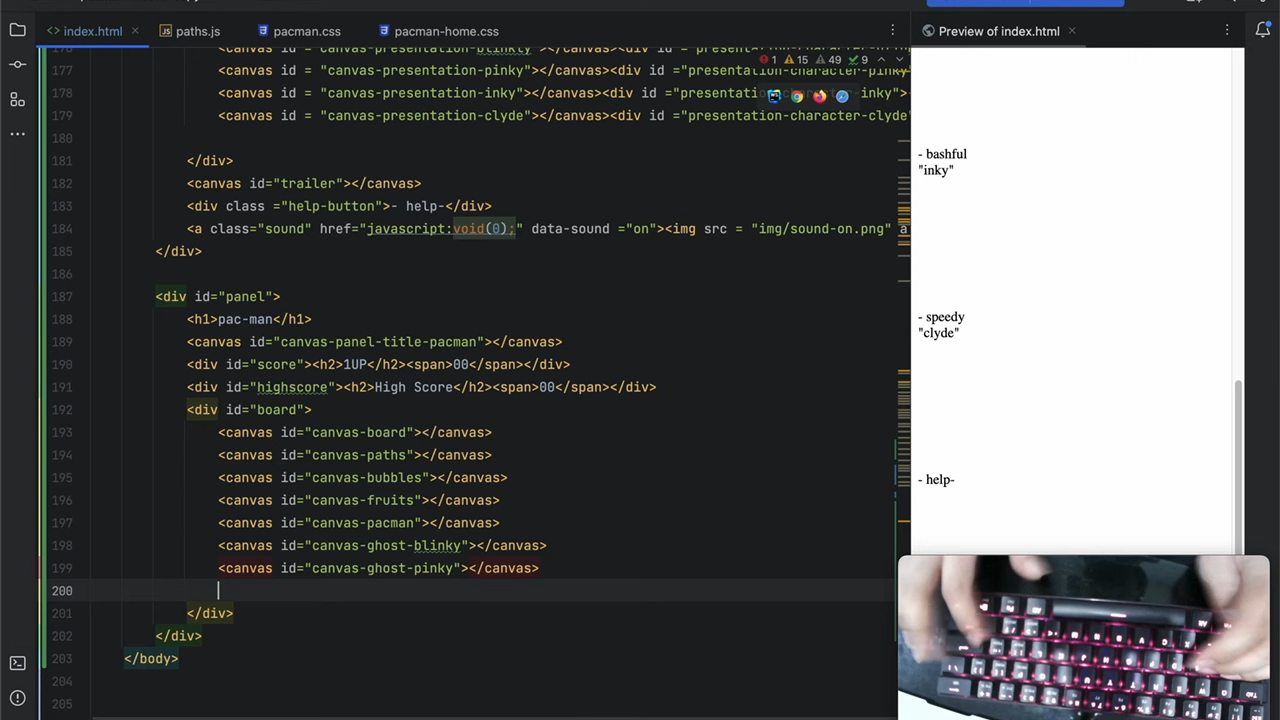 index.html
paths.js
pacman.css
pacman-home.css
Preview of index.html
1 15 49 9
177 <canvas id = "canvas-presentation-pinky"></canvas><div id ="presentation-character-pinky"
178 <canvas id = "canvas-presentation-inky"></canvas><div id ="presentation-character-inky">
179 <canvas id = "canvas-presentation-clyde"></canvas><div id ="presentation-character-clyde"
180
181 </div>
182 <canvas id="trailer"></canvas>
183 <div class ="help-button">- help-</div>
184 <a class="sound" href="javascript:void(0);" data-sound ="on"><img src = "img/sound-on.png" a
185 </div>
186
187 <div id="panel">
188 <h1>pac-man</h1>
189 <canvas id="canvas-panel-title-pacman"></canvas>
190 <div id="score"><h2>1UP</h2><span>00</span></div>
191 <div id="highscore"><h2>High Score</h2><span>00</span></div>
192 <div id="board">
193 <canvas id="canvas-board"></canvas>
194 <canvas id="canvas-paths"></canvas>
195 <canvas id="canvas-bubbles"></canvas>
196 <canvas id="canvas-fruits"></canvas>
197 <canvas id="canvas-pacman"></canvas>
198 <canvas id="canvas-ghost-blinky"></canvas>
199 <canvas id="canvas-ghost-pinky"></canvas>
200
201 </div>
202 </div>
203 </body>
204
205
- bashful
"inky"
- speedy
"clyde"
- help-